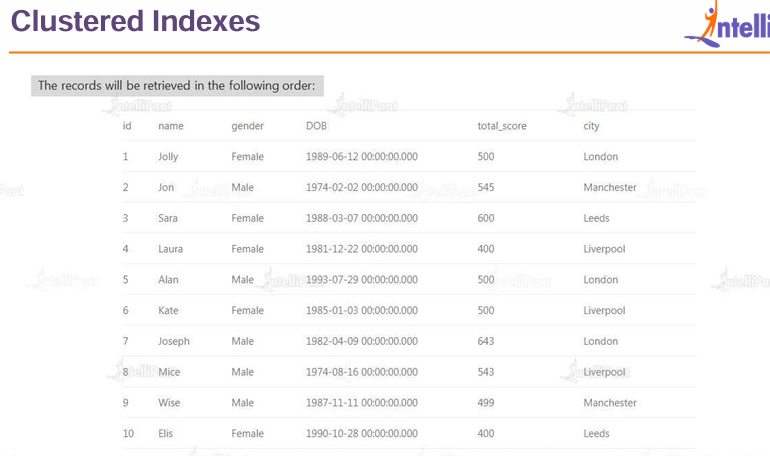 Clustered Indexes
ntelli
The records will be retrieved in the following order:
id name gender DOB total_score city
1 Jolly Female 1989-06-12 00:00:00.000 500 London
2 Jon Male 1974-02-02 00:00:00.000 545 Manchester
3 Sara Female 1988-03-07 00:00:00.000 600 Leeds
4 Laura Female 1981-12-22 00:00:00.000 400 Liverpool
5 Alan Male 1993-07-29 00:00:00.000 500 London
6 Kate Female 1985-01-03 00:00:00.000 500 Liverpool
7 Joseph Male 1982-04-09 00:00:00.000 643 London
8 Mice Male 1974-08-16 00:00:00.000 543 Liverpool
9 Wise Male 1987-11-11 00:00:00.000 499 Manchester
10 Elis Female 1990-10-28 00:00:00.000 400 Leeds